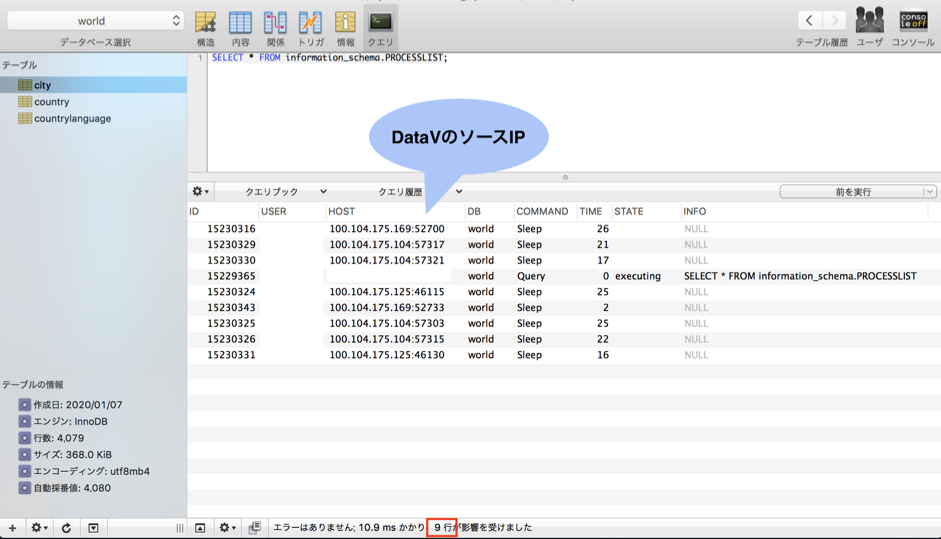 world
データベース選択
構造
内容
関係
トリガ
情報
クエリ
テーブル履歴
ユーザ
conso
le off
コンソール
テーブル
city
country
countrylanguage
1 SELECT * FROM information_schema.PROCESSLIST;
DataVのソースIP
クエリブック
クエリ履歴
前を実行
ID USER HOST DB COMMAND TIME STATE INFO
15230316 100.104.175.169:52700 world Sleep 26 NULL
15230329 100.104.175.104:57317 world Sleep 21 NULL
15230330 100.104.175.104:57321 world Sleep 17 NULL
15229365 world Query 0 executing SELECT * FROM information_schema.PROCESSLIST
15230324 100.104.175.125:46115 world Sleep 25 NULL
15230343 100.104.175.169:52733 world Sleep 2 NULL
15230325 100.104.175.104:57303 world Sleep 25 NULL
15230326 100.104.175.104:57315 world Sleep 22 NULL
15230331 100.104.175.125:46130 world Sleep 16 NULL
テーブルの情報
作成日: 2020/01/07
エンジン: InnoDB
行数: 4,079
サイズ: 368.0 KiB
エンコーディング: utf8mb4
自動採番値: 4,080
エラーはありません; 10.9 ms かかり 9 行が影響を受けました